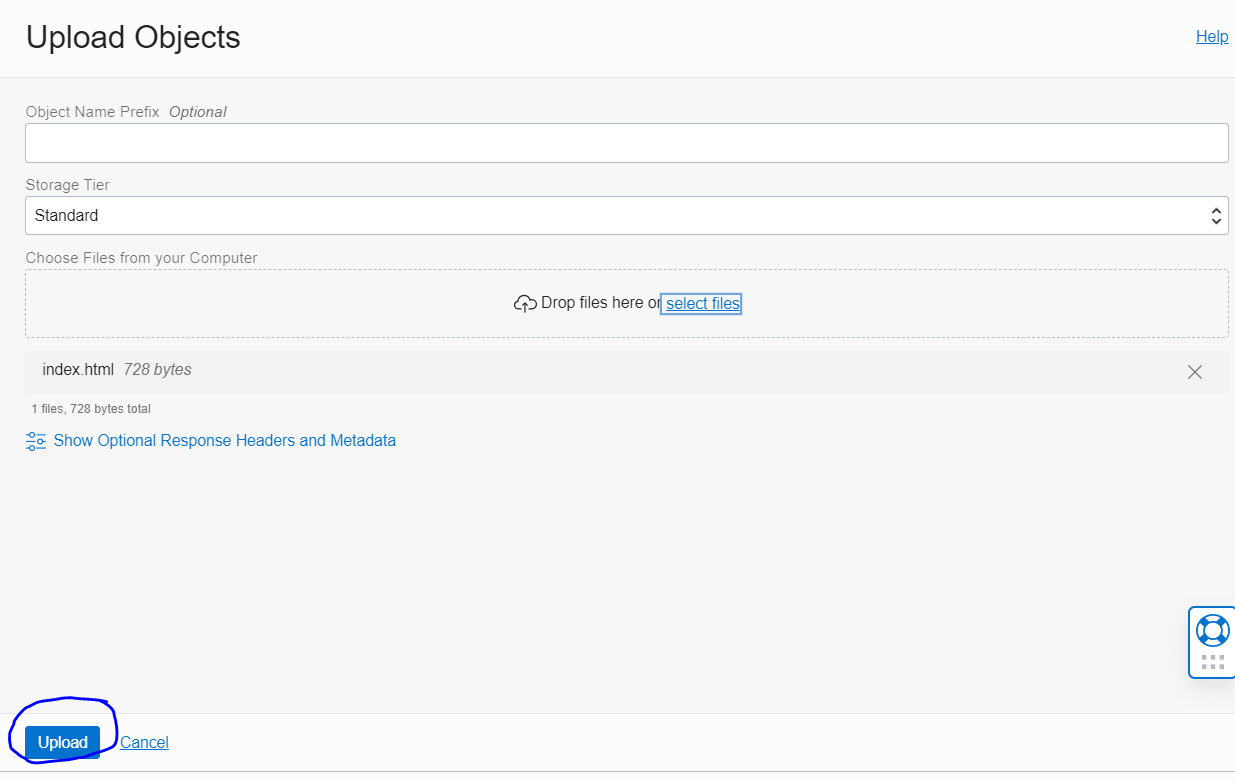 Upload Objects
Help
Object Name Prefix Optional
Storage Tier
Standard
Choose Files from your Computer
Drop files here or select files
index.html 728 bytes
1 files, 728 bytes total
Show Optional Response Headers and Metadata
Upload Cancel